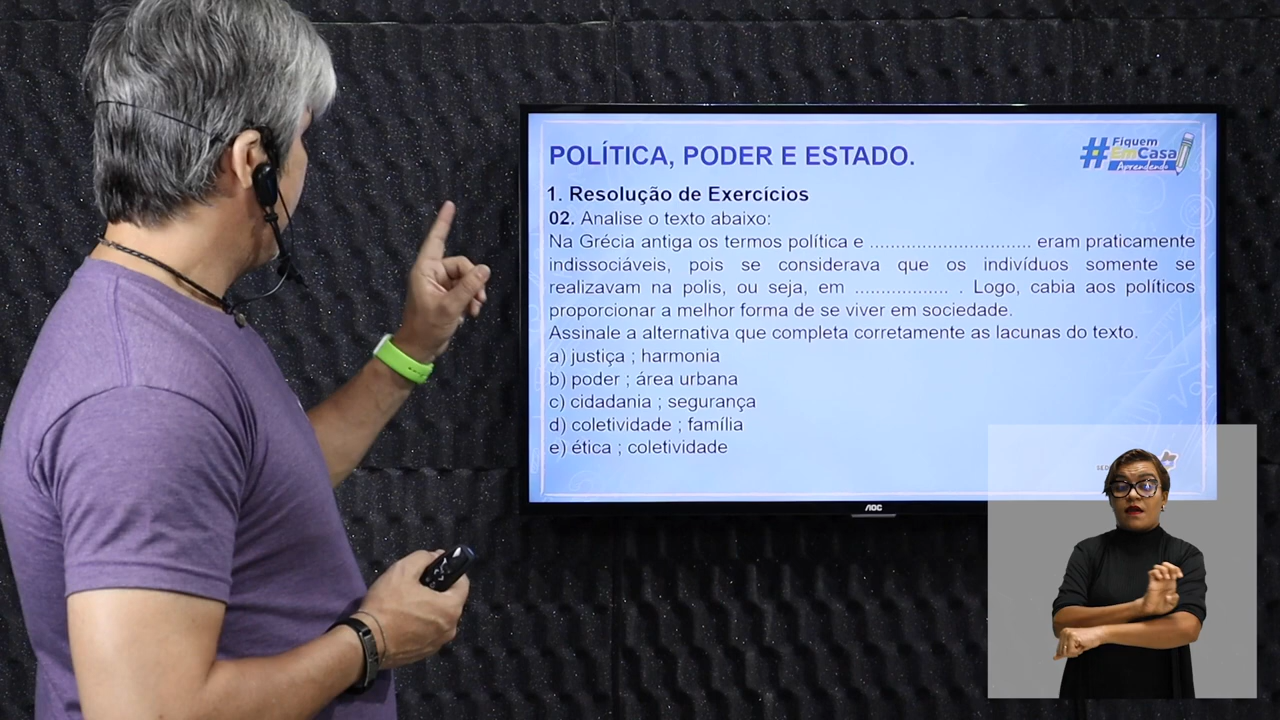 POLÍTICA, PODER E ESTADO.
#Fiquem
EmCasa
Aprendendo
1. Resolução de Exercícios
02. Analise o texto abaixo:
Na Grécia antiga os termos política e ................................ eram praticamente
indissociáveis, pois se considerava que os indivíduos somente se
realizavam na polis, ou seja, em .................. . Logo, cabia aos políticos
proporcionar a melhor forma de se viver em sociedade.
Assinale a alternativa que completa corretamente as lacunas do texto.
a) justiça ; harmonia
b) poder ; área urbana
c) cidadania ; segurança
d) coletividade ; família
e) ética ; coletividade
AOC